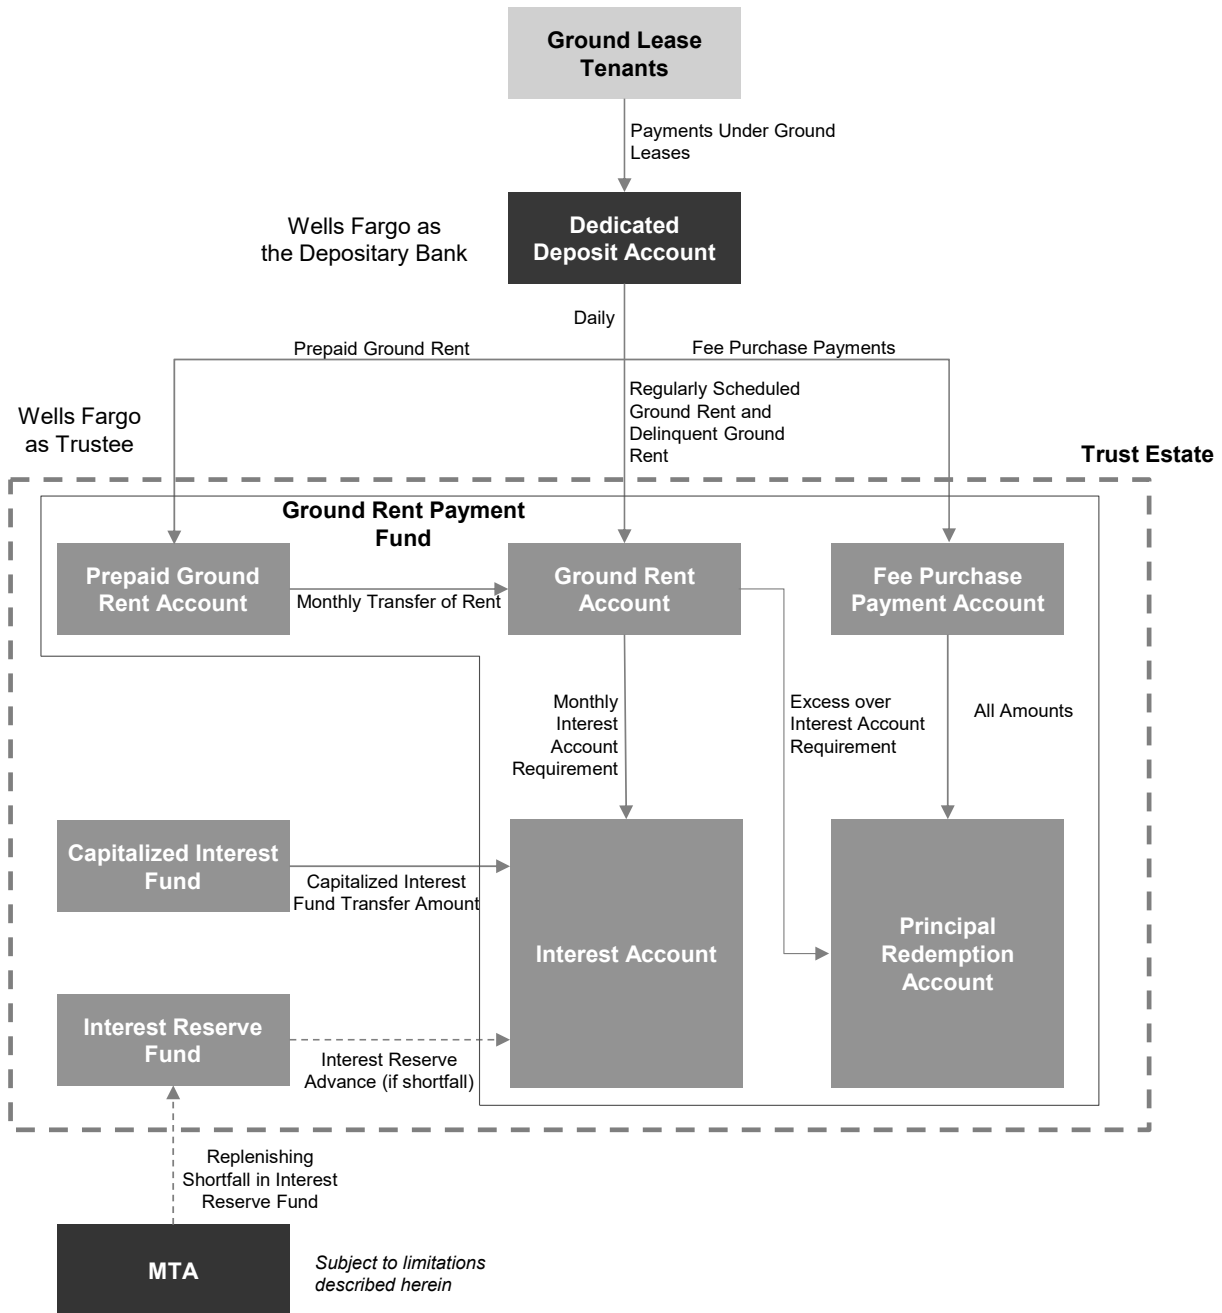 Ground Lease
Tenants
Payments Under Ground
Leases
Wells Fargo as
the Depositary Bank
Dedicated
Deposit Account
Daily
Prepaid Ground Rent
Fee Purchase Payments
Regularly Scheduled
Ground Rent and
Delinquent Ground
Rent
Wells Fargo
as Trustee
Trust Estate
Ground Rent Payment
Fund
Prepaid Ground
Rent Account
Monthly Transfer of Rent
Ground Rent
Account
Fee Purchase
Payment Account
Monthly
Interest
Account
Requirement
Excess over
Interest Account
Requirement
All Amounts
Capitalized Interest
Fund
Capitalized Interest
Fund Transfer Amount
Interest Account
Principal
Redemption
Account
Interest Reserve
Fund
Interest Reserve
Advance (if shortfall)
Replenishing
Shortfall in Interest
Reserve Fund
MTA
Subject to limitations
described herein